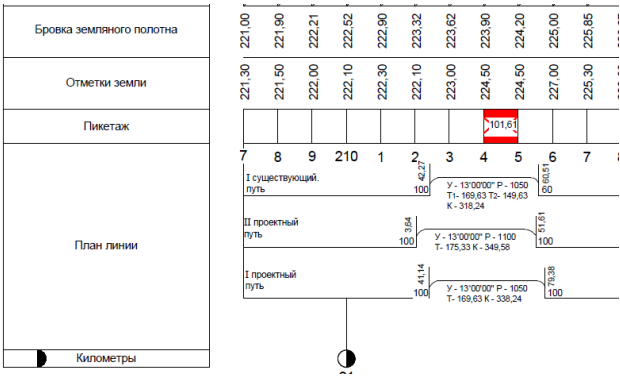 Бровка земляного полотна
221,00 221,90 222,21 222,52 222,90 223,32 223,62 223,90 224,20 225,00 225,85
Отметки земли
221,30 221,50 222,00 222,10 222,30 222,10 223,00 224,50 224,50 227,00 225,30
Пикетаж
101,61
7 8 9 210 1 2 3 4 5 6 7
План линии
I существующий.
путь
100
42,27
У - 13°00'00" Р - 1050
Т1- 169,63 Т2- 149,63
К - 318,24
60,51
60
II проектный
путь
3,64
100
У - 13°00'00" Р - 1100
Т- 175,33 К - 349,58
51,61
100
I проектный
путь
41,14
100
У - 13°00'00" Р - 1050
Т- 169,63 К - 338,24
79,38
100
Километры